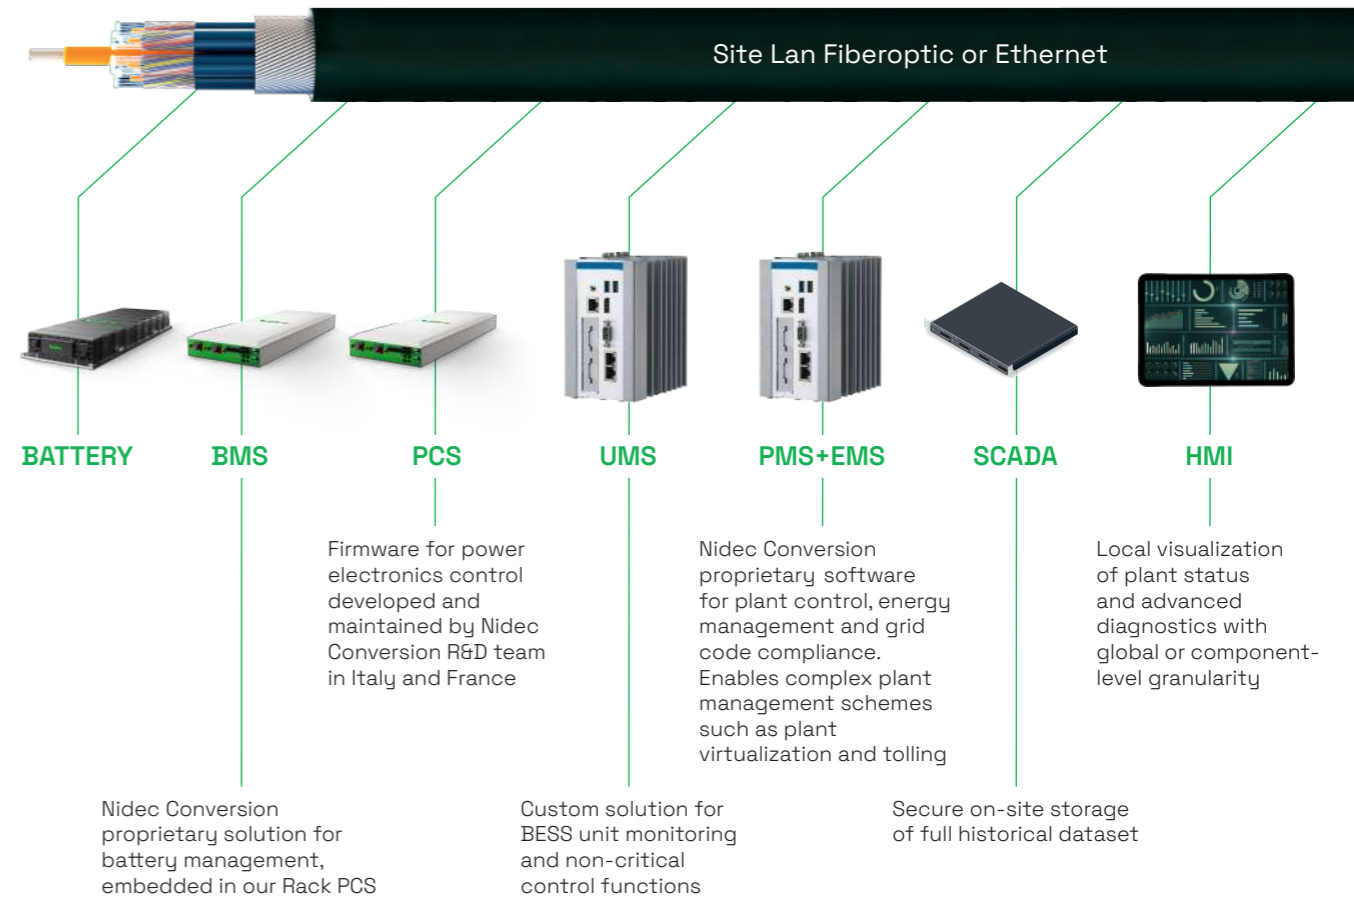 Site Lan Fiberoptic or Ethernet
BATTERY
BMS
PCS
UMS
PMS+EMS
SCADA
HMI
Firmware for power
electronics control
developed and
maintained by Nidec
Conversion R&D team
in Italy and France
Nidec Conversion
proprietary software
for plant control, energy
management and grid
code compliance.
Enables complex plant
management schemes
such as plant
virtualization and tolling
Local visualization
of plant status
and advanced
diagnostics with
global or component-
level granularity
Nidec Conversion
proprietary solution for
battery management,
embedded in our Rack PCS
Custom solution for
BESS unit monitoring
and non-critical
control functions
Secure on-site storage
of full historical dataset